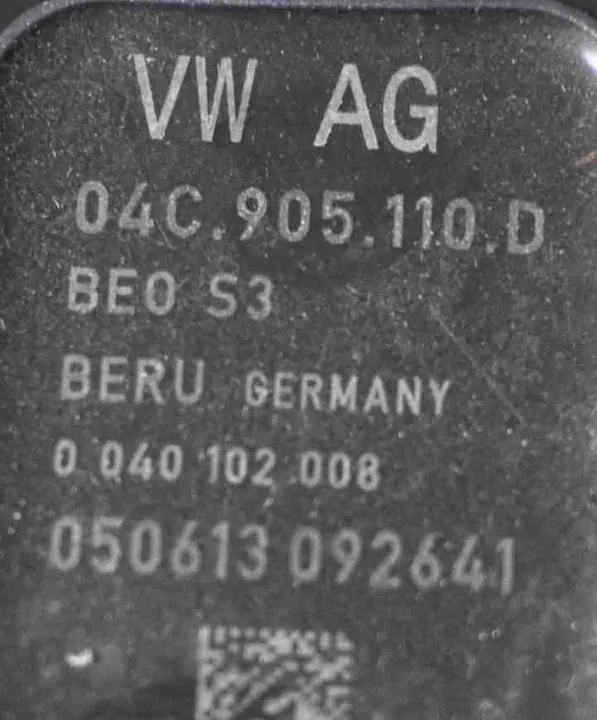 VW AG
04C.905.110.D
BEO S3
BERU GERMANY
0 040 102 008
050613 092641